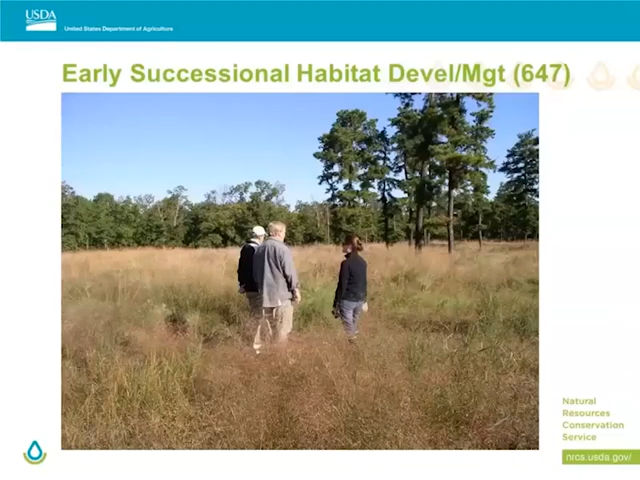 USDA
United States Department of Agriculture
Early Successional Habitat Devel/Mgt (647)
Natural
Resources
Conservation
Service
nrcs.usda.gov/